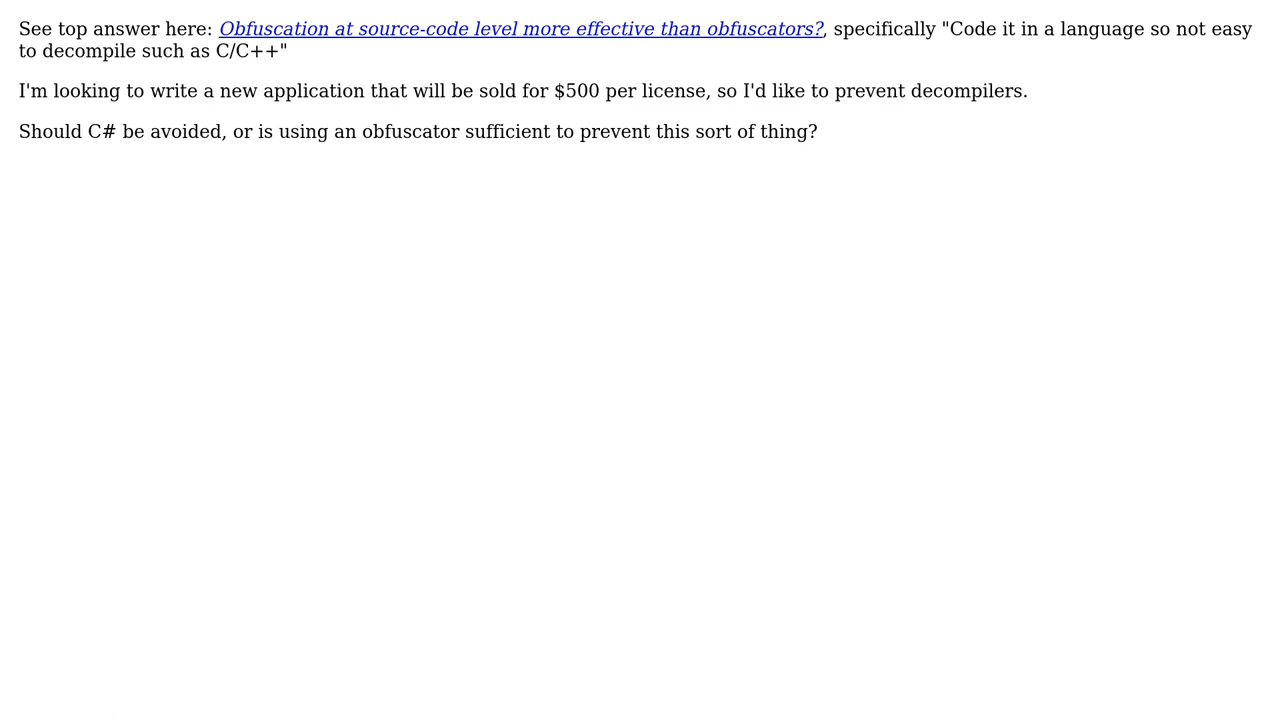 See top answer here: Obfuscation at source-code level more effective than obfuscators?, specifically "Code it in a language so not easy
to decompile such as C/C++"
I'm looking to write a new application that will be sold for $500 per license, so I'd like to prevent decompilers.
Should C# be avoided, or is using an obfuscator sufficient to prevent this sort of thing?